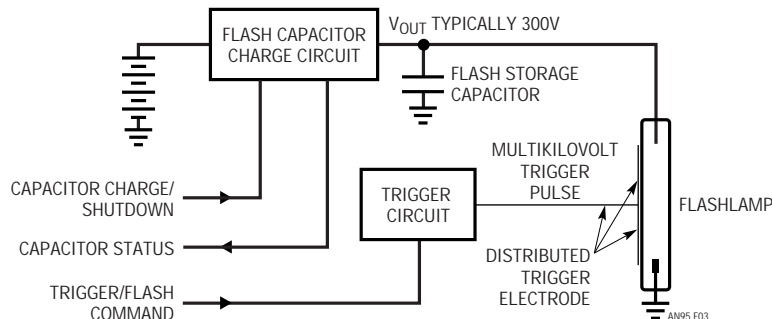 FLASH CAPACITOR
CHARGE CIRCUIT
VOUT TYPICALLY 300V
FLASH STORAGE
CAPACITOR
MULTIKILOVOLT
TRIGGER
PULSE
CAPACITOR CHARGE/
SHUTDOWN
TRIGGER
CIRCUIT
FLASHLAMP
CAPACITOR STATUS
DISTRIBUTED
TRIGGER
ELECTRODE
TRIGGER/FLASH
COMMAND
AN95 F03